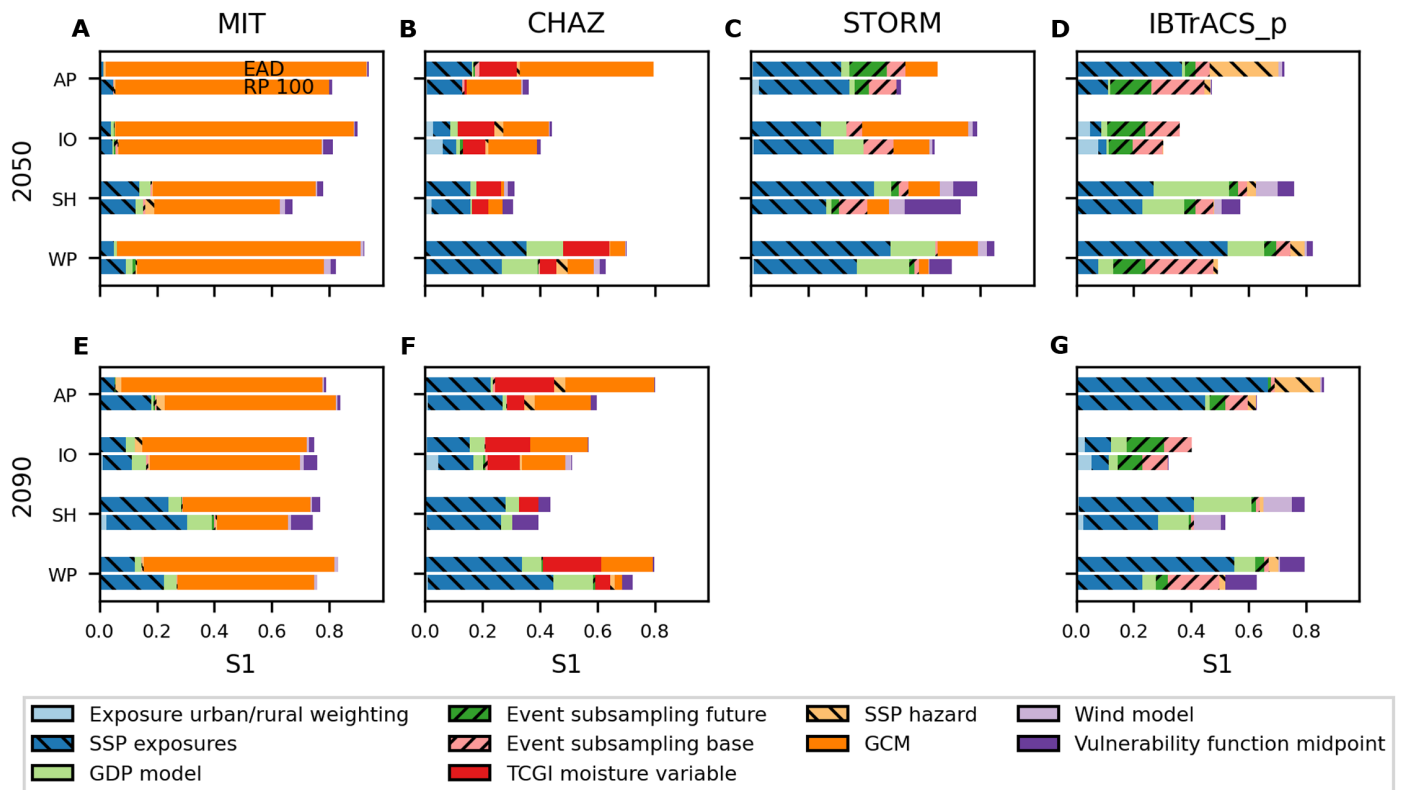 A MIT B CHAZ C STORM D IBTrACS_p
2050
AP
EAD
RP 100
IO
SH
WP
E F G
2090
AP
IO
SH
WP
0.0 0.2 0.4 0.6 0.8 0.0 0.2 0.4 0.6 0.8 0.0 0.2 0.4 0.6 0.8
S1 S1 S1
Exposure urban/rural weighting Event subsampling future SSP hazard Wind model
SSP exposures Event subsampling base GCM Vulnerability function midpoint
GDP model TCGI moisture variable